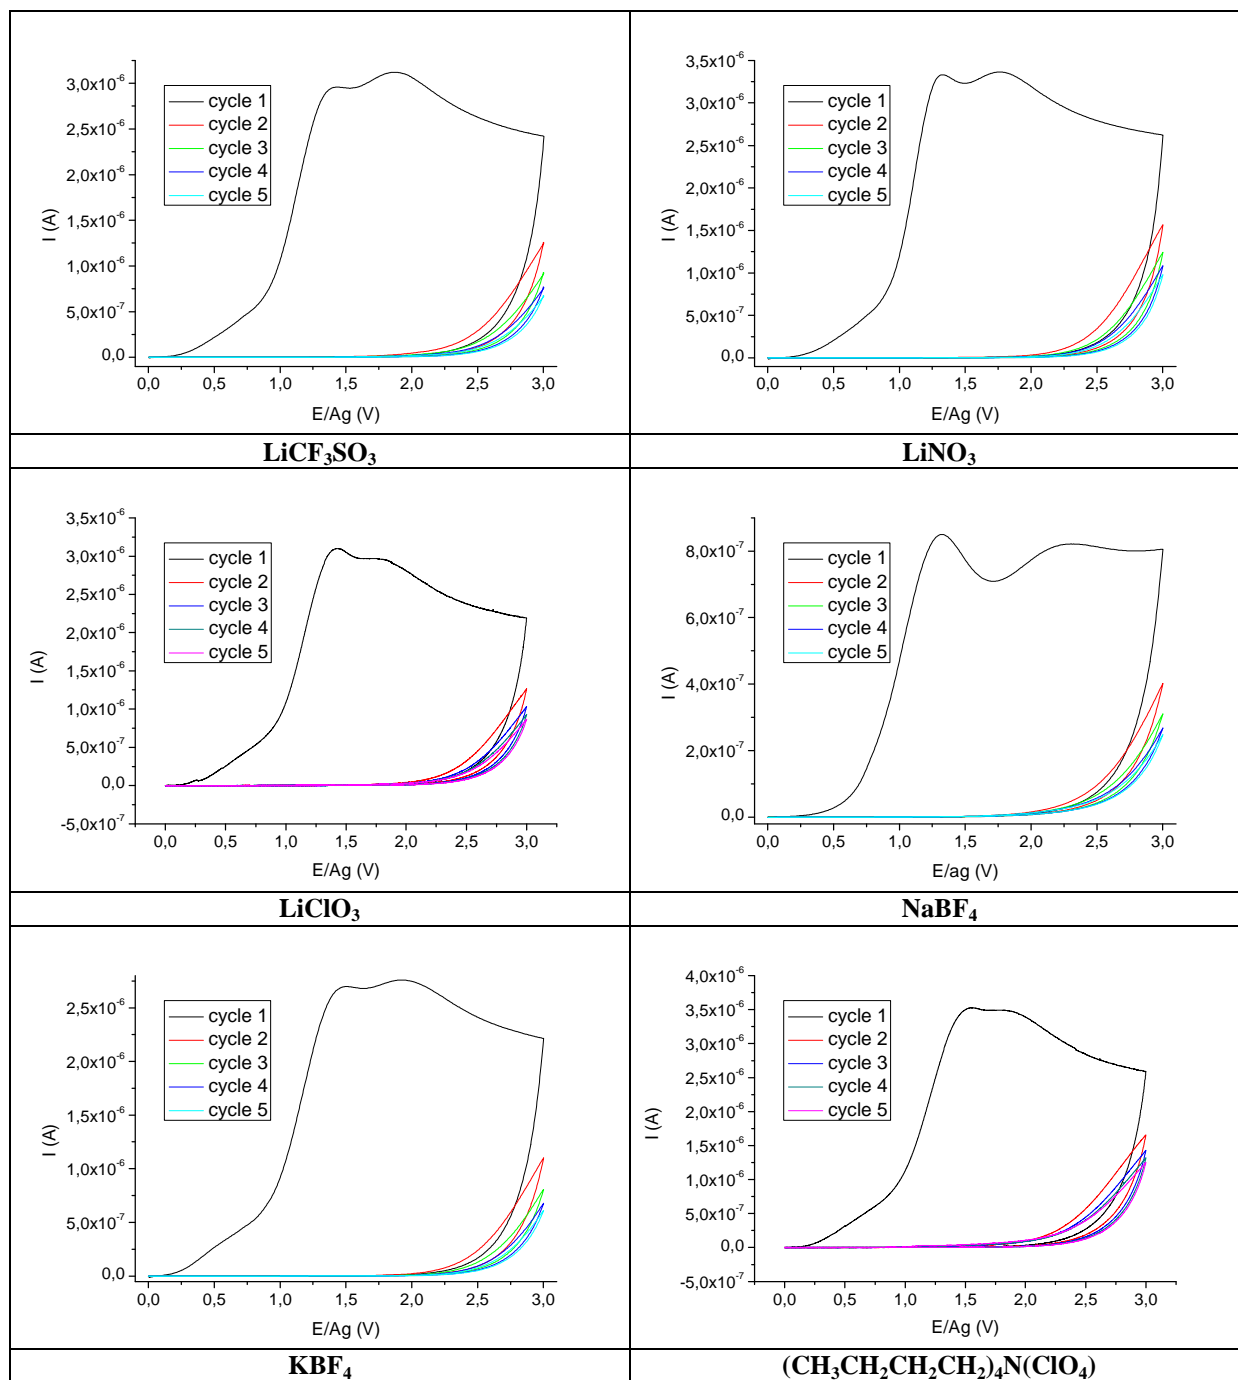 3,0x10⁻⁶
2,5x10⁻⁶
2,0x10⁻⁶
1,5x10⁻⁶
1,0x10⁻⁶
5,0x10⁻⁷
0,0
I (A)
cycle 1
cycle 2
cycle 3
cycle 4
cycle 5
0,0 0,5 1,0 1,5 2,0 2,5 3,0
E/Ag (V)
LiCF₃SO₃
3,5x10⁻⁶
3,0x10⁻⁶
2,5x10⁻⁶
2,0x10⁻⁶
1,5x10⁻⁶
1,0x10⁻⁶
5,0x10⁻⁷
0,0
I (A)
cycle 1
cycle 2
cycle 3
cycle 4
cycle 5
0,0 0,5 1,0 1,5 2,0 2,5 3,0
E/Ag (V)
LiNO₃
3,5x10⁻⁶
3,0x10⁻⁶
2,5x10⁻⁶
2,0x10⁻⁶
1,5x10⁻⁶
1,0x10⁻⁶
5,0x10⁻⁷
0,0
-5,0x10⁻⁷
I (A)
cycle 1
cycle 2
cycle 3
cycle 4
cycle 5
0,0 0,5 1,0 1,5 2,0 2,5 3,0
E/Ag (V)
LiClO₃
8,0x10⁻⁷
6,0x10⁻⁷
4,0x10⁻⁷
2,0x10⁻⁷
0,0
I (A)
cycle 1
cycle 2
cycle 3
cycle 4
cycle 5
0,0 0,5 1,0 1,5 2,0 2,5 3,0
E/ag (V)
NaBF₄
2,5x10⁻⁶
2,0x10⁻⁶
1,5x10⁻⁶
1,0x10⁻⁶
5,0x10⁻⁷
0,0
I (A)
cycle 1
cycle 2
cycle 3
cycle 4
cycle 5
0,0 0,5 1,0 1,5 2,0 2,5 3,0
E/Ag (V)
KBF₄
4,0x10⁻⁶
3,5x10⁻⁶
3,0x10⁻⁶
2,5x10⁻⁶
2,0x10⁻⁶
1,5x10⁻⁶
1,0x10⁻⁶
5,0x10⁻⁷
0,0
-5,0x10⁻⁷
I (A)
cycle 1
cycle 2
cycle 3
cycle 4
cycle 5
0,0 0,5 1,0 1,5 2,0 2,5 3,0
E/Ag (V)
(CH₃CH₂CH₂CH₂)₄N(ClO₄)